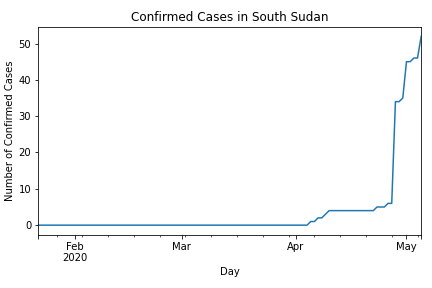 Confirmed Cases in South Sudan
50
40
30
20
10
0
Number of Confirmed Cases
Feb
2020
Mar
Apr
May
Day